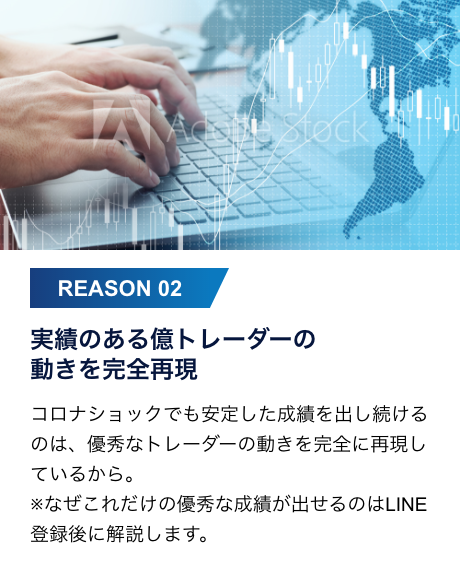 Adobe Stock
REASON 02
実績のある億トレーダーの
動きを完全再現
コロナショックでも安定した成績を出し続ける
のは、優秀なトレーダーの動きを完全に再現し
ているから。
※なぜこれだけの優秀な成績が出せるのはLINE
登録後に解説します。